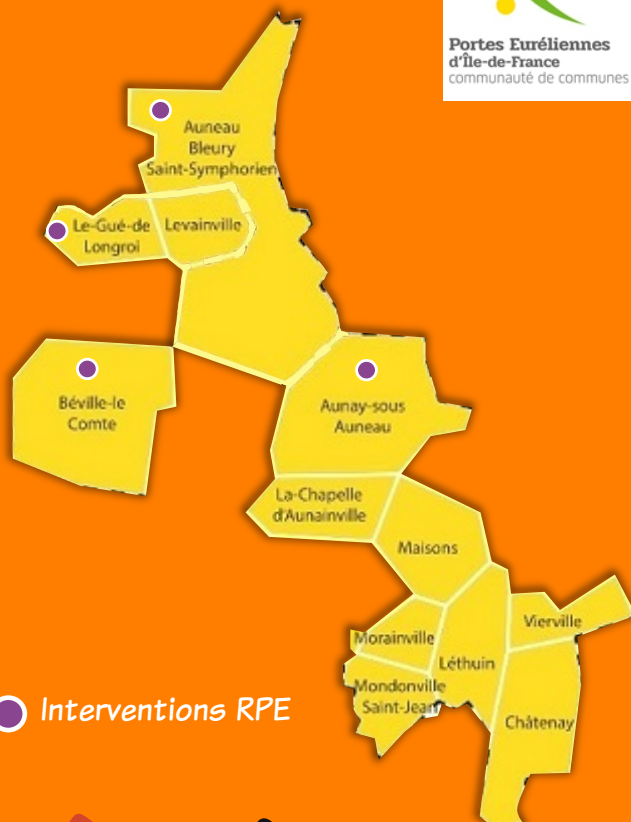 Portes Euréliennes
d'Île-de-France
communauté de communes
Auneau
Bleury
Saint-Symphorien
Le-Gué-de
Longroi
Levainville
Béville-le
Comte
Aunay-sous
Auneau
La-Chapelle
d'Aunainville
Maisons
Vierville
Morainville
Léthuin
Mondonville
Saint-Jean
Châtenay
Interventions RPE